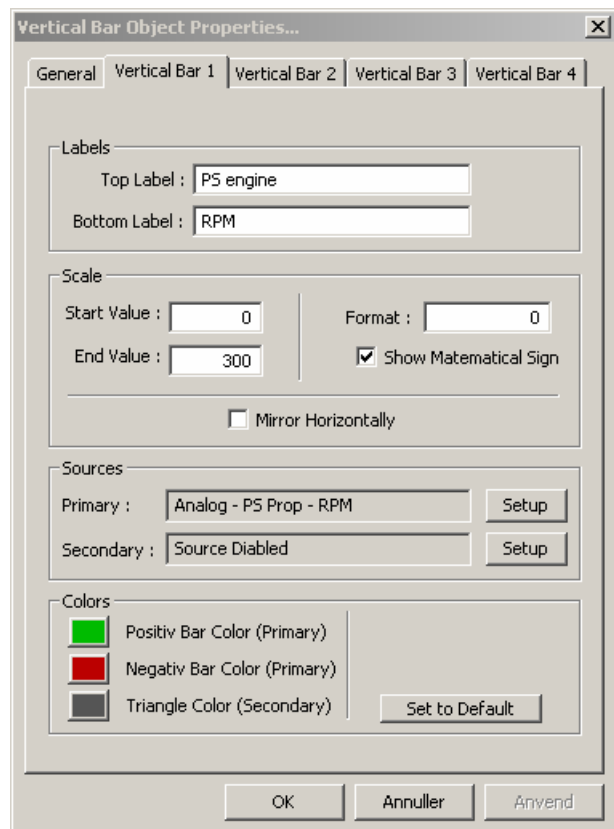 Vertical Bar Object Properties...
General Vertical Bar 1 Vertical Bar 2 Vertical Bar 3 Vertical Bar 4
Labels
Top Label : PS engine
Bottom Label : RPM
Scale
Start Value : 0 Format : 0
End Value : 300 Show Matematical Sign
Mirror Horizontally
Sources
Primary : Analog - PS Prop - RPM Setup
Secondary : Source Diabled Setup
Colors
Positiv Bar Color (Primary)
Negativ Bar Color (Primary)
Triangle Color (Secondary) Set to Default
OK Annuller Anvend